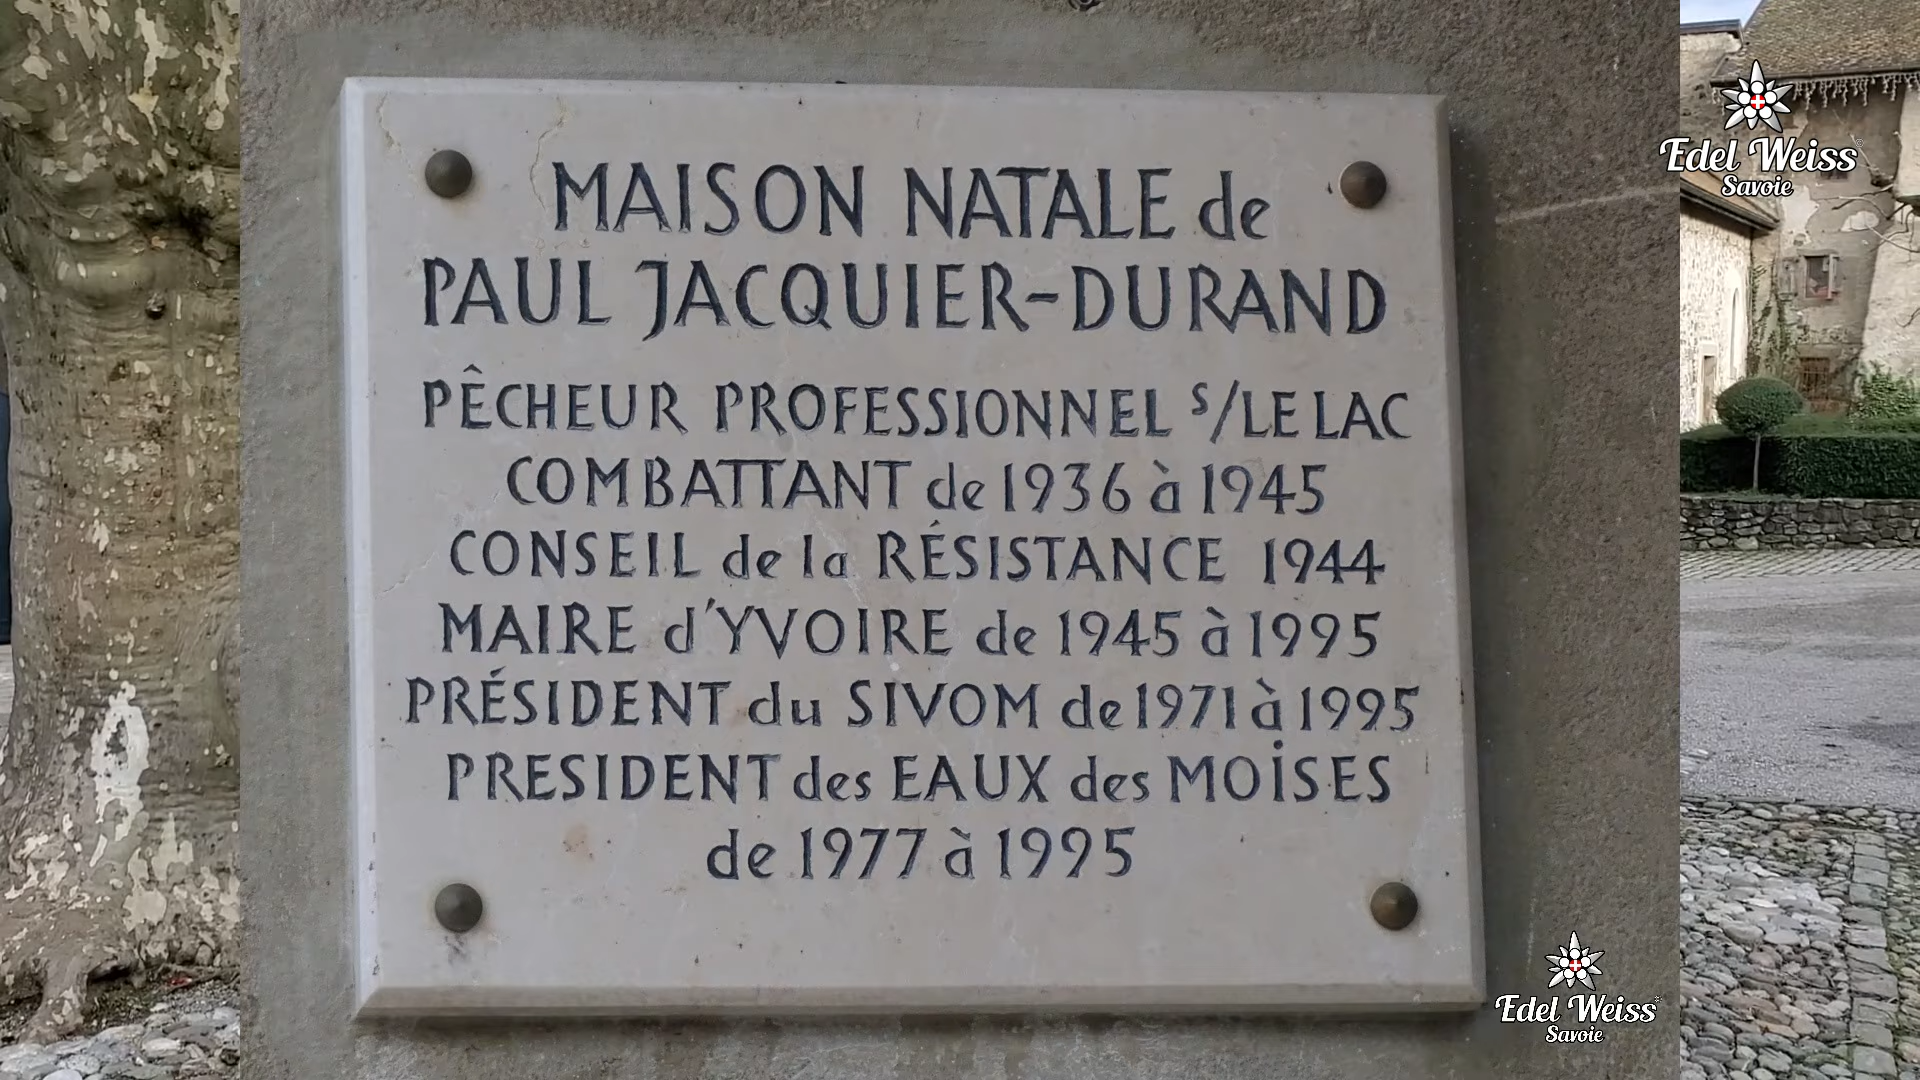 MAISON NATALE de
PAUL JACQUIER-DURAND
PÊCHEUR PROFESSIONNEL s/LE LAC
COMBATTANT de 1936 à 1945
CONSEIL de la RÉSISTANCE 1944
MAIRE d'YVOIRE de 1945 à 1995
PRÉSIDENT du SIVOM de 1971 à 1995
PRESIDENT des EAUX des MOİSES
de 1977 à 1995
Edel Weiss
Savoie
Edel Weiss
Savoie